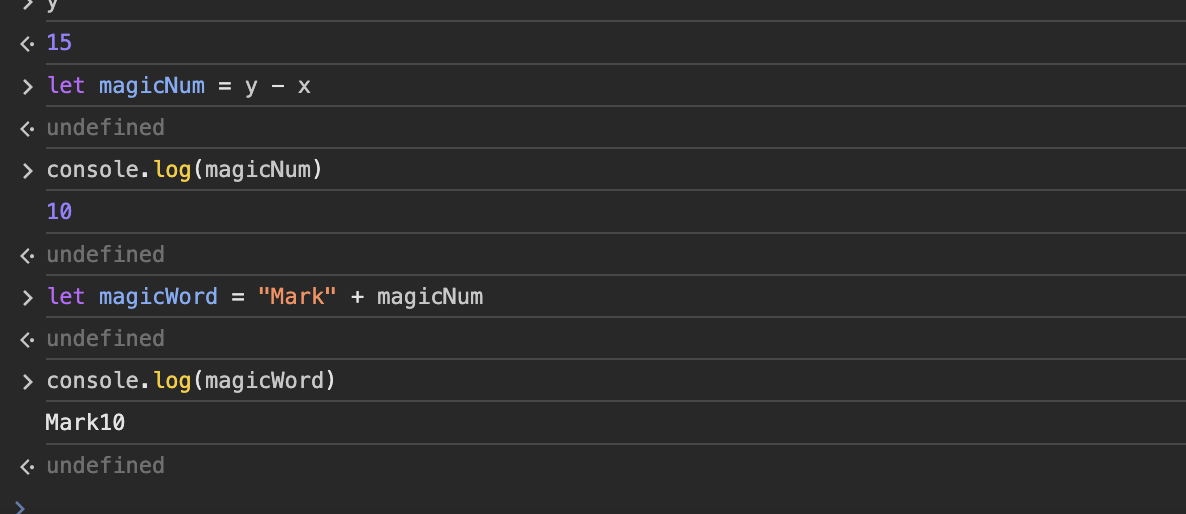 y
15
let magicNum = y - x
undefined
console.log(magicNum)
10
undefined
let magicWord = "Mark" + magicNum
undefined
console.log(magicWord)
Mark10
undefined